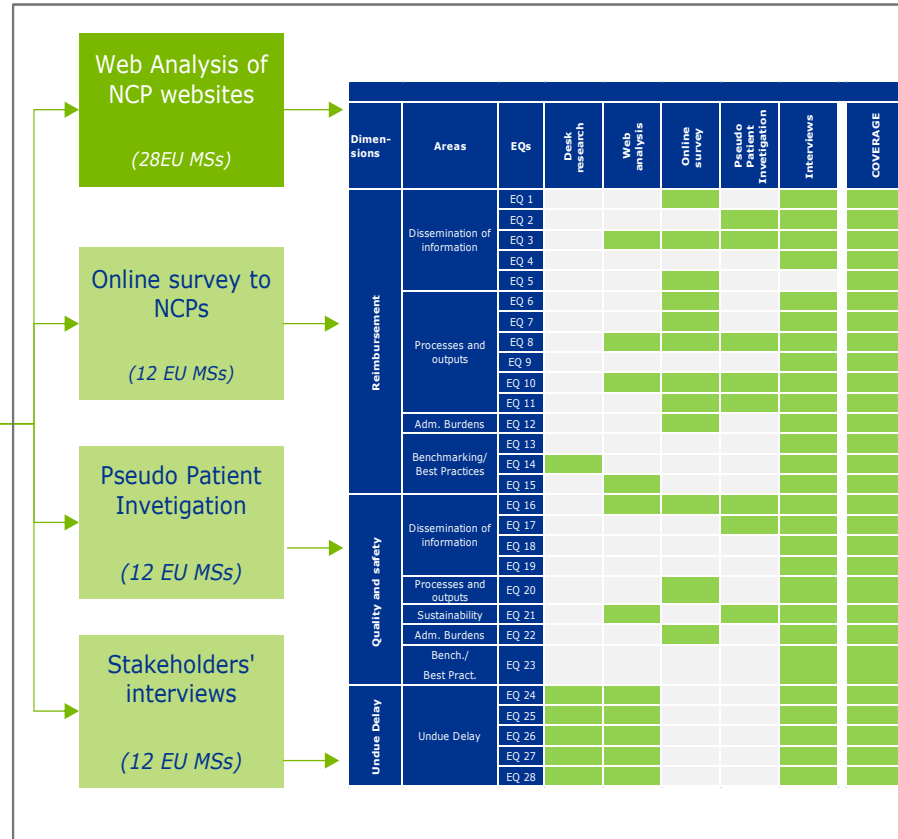 Web Analysis of
NCP websites
(28EU MSs)
Online survey to
NCPs
(12 EU MSs)
Pseudo Patient
Invetigation
(12 EU MSs)
Stakeholders'
interviews
(12 EU MSs)
Dimen-
sions
Areas
EQs
Desk
research
Web
analysis
Online
survey
Pseudo
Patient
Invetigation
Interviews
COVERAGE
Reimbursement
Dissemination of
information
EQ 1
EQ 2
EQ 3
EQ 4
EQ 5
Processes and
outputs
EQ 6
EQ 7
EQ 8
EQ 9
EQ 10
EQ 11
Adm. Burdens
EQ 12
Benchmarking/
Best Practices
EQ 13
EQ 14
EQ 15
Quality and safety
Dissemination of
information
EQ 16
EQ 17
EQ 18
EQ 19
Processes and
outputs
EQ 20
Sustainability
EQ 21
Adm. Burdens
EQ 22
Bench./
Best Pract.
EQ 23
Undue Delay
Undue Delay
EQ 24
EQ 25
EQ 26
EQ 27
EQ 28